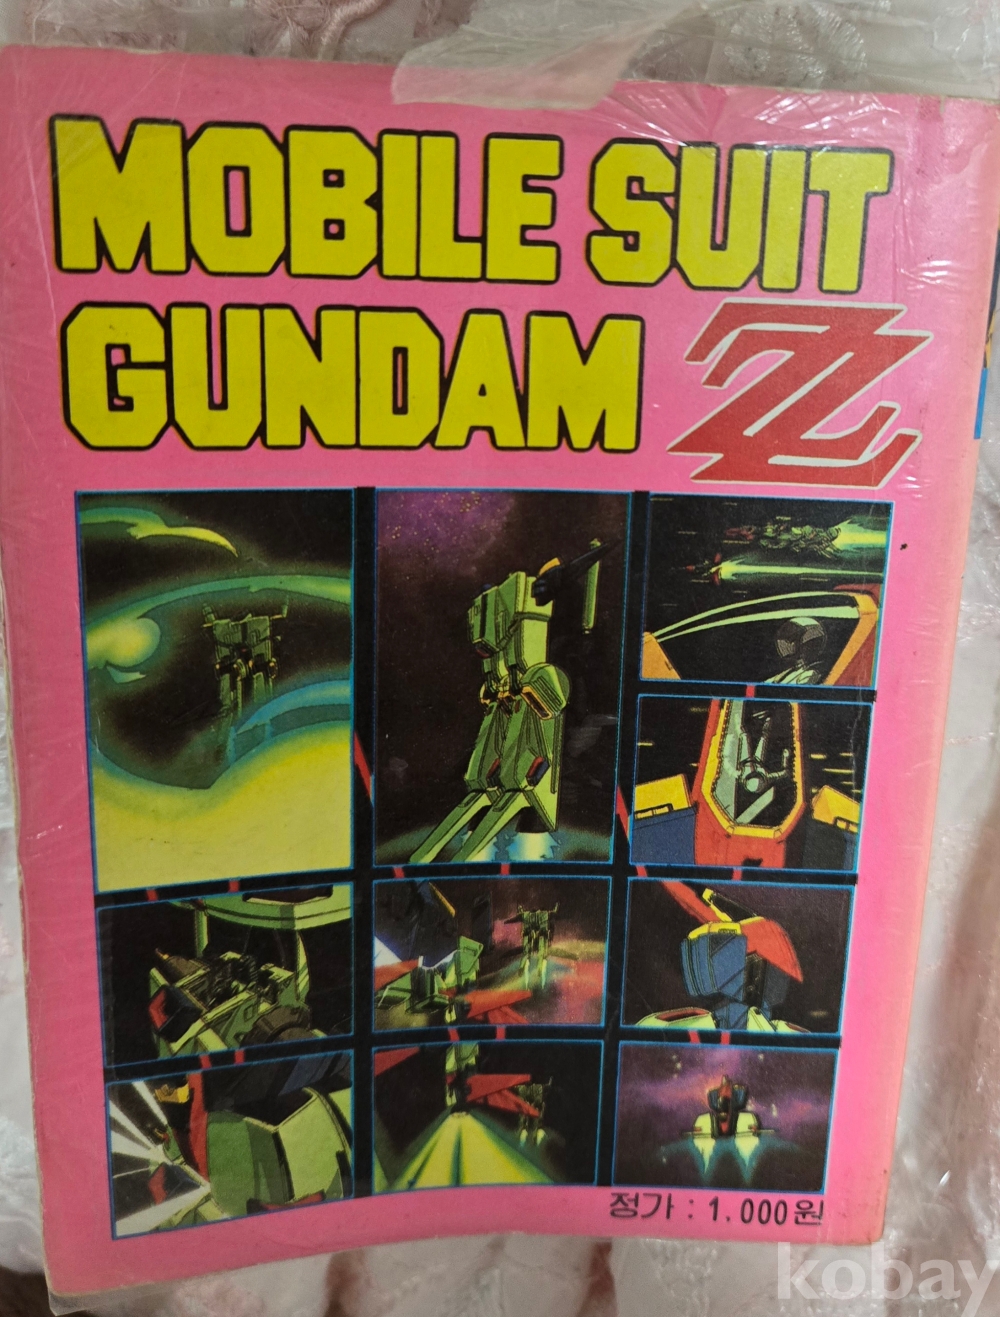 MOBILE SUIT
GUNDAM ZZ
정가 : 1,000원
kobay